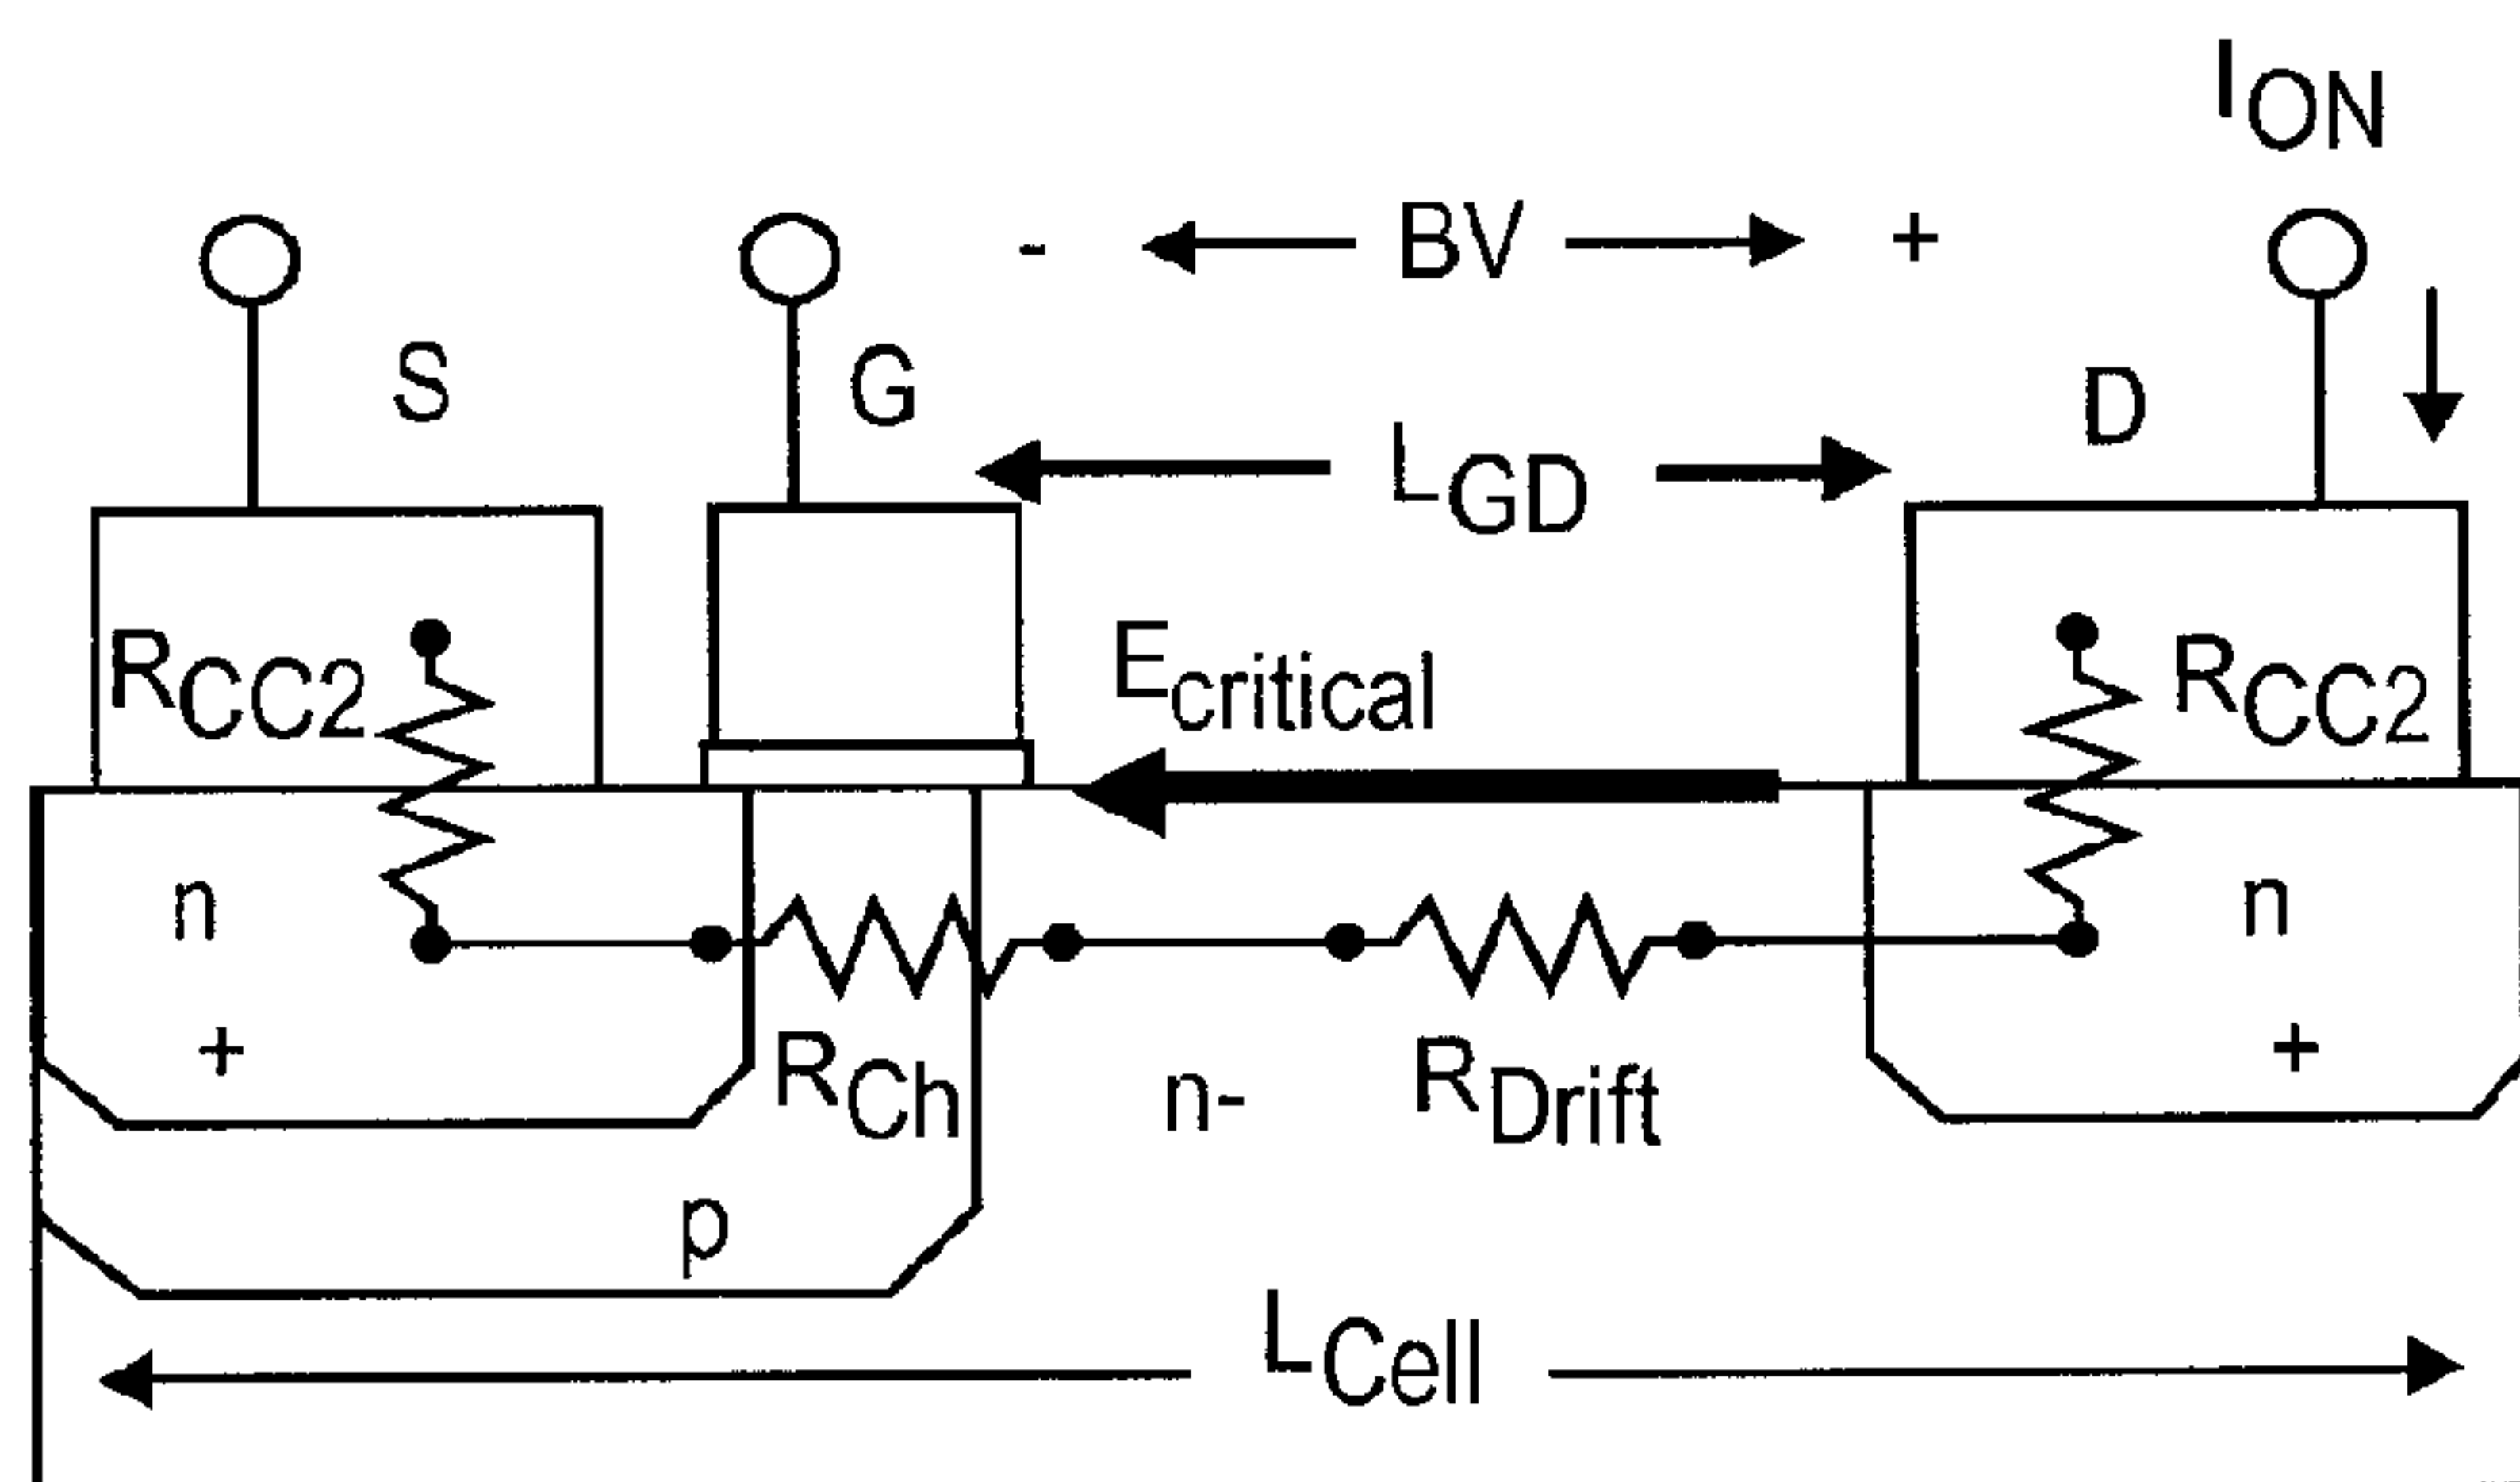 I_ON
- BV +
S G D
L_GD
R_CC2 E_critical R_CC2
n n
+ R_Ch n- R_Drift +
p
L_Cell